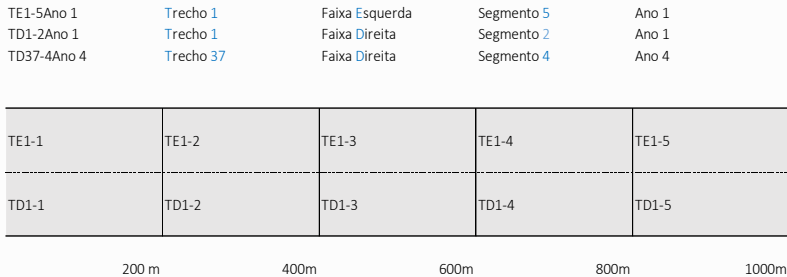 TE1-5Ano 1 Trecho 1 Faixa Esquerda Segmento 5 Ano 1
TD1-2Ano 1 Trecho 1 Faixa Direita Segmento 2 Ano 1
TD37-4Ano 4 Trecho 37 Faixa Direita Segmento 4 Ano 4
TE1-1 TE1-2 TE1-3 TE1-4 TE1-5
TD1-1 TD1-2 TD1-3 TD1-4 TD1-5
200 m 400m 600m 800m 1000m